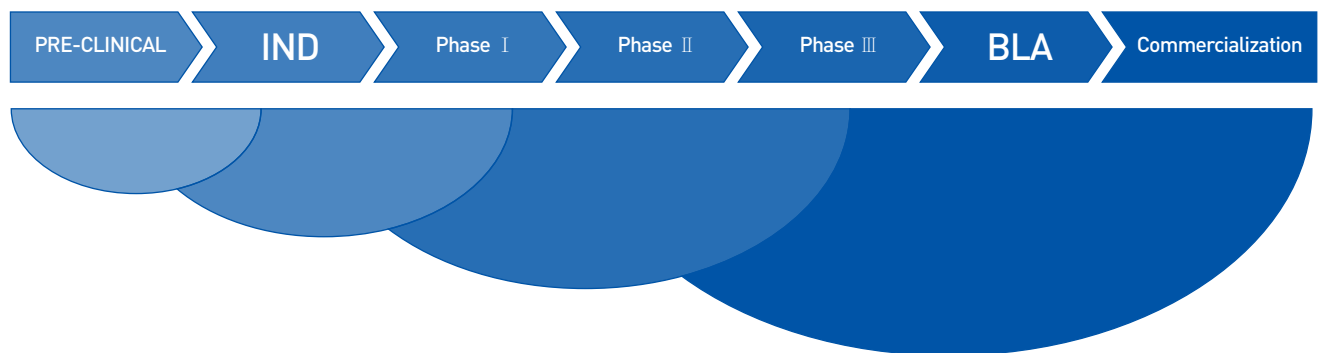 PRE-CLINICAL
IND
Phase Ⅰ
Phase Ⅱ
Phase Ⅲ
BLA
Commercialization